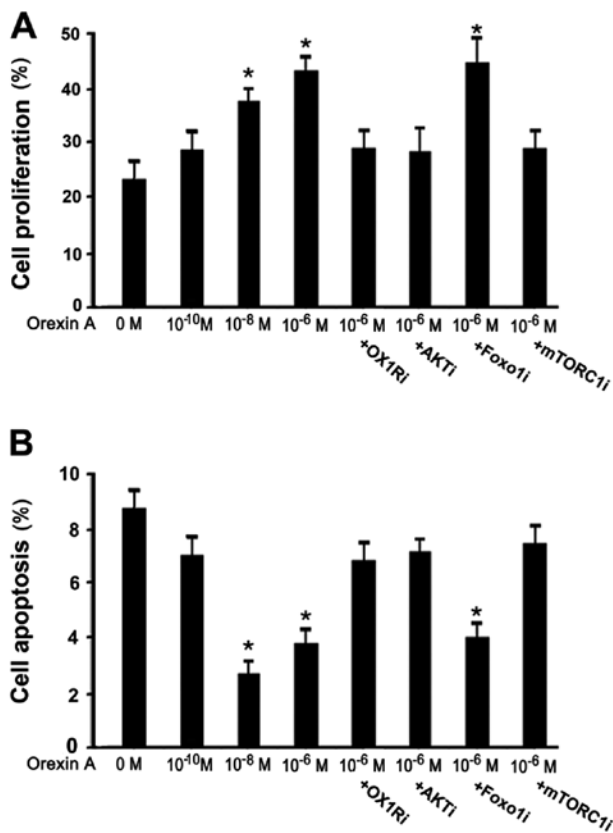 A
Cell proliferation (%)
50
40
30
20
10
0
* * *
Orexin A 0 M 10⁻¹⁰M 10⁻⁸ M 10⁻⁶ M 10⁻⁶ M 10⁻⁶ M 10⁻⁶ M 10⁻⁶ M
+OX1Ri +AKTi +Foxo1i +mTORC1i
B
Cell apoptosis (%)
10
8
6
4
2
0
* * *
Orexin A 0 M 10⁻¹⁰M 10⁻⁸ M 10⁻⁶ M 10⁻⁶ M 10⁻⁶ M 10⁻⁶ M 10⁻⁶ M
+OX1Ri +AKTi +Foxo1i +mTORC1i